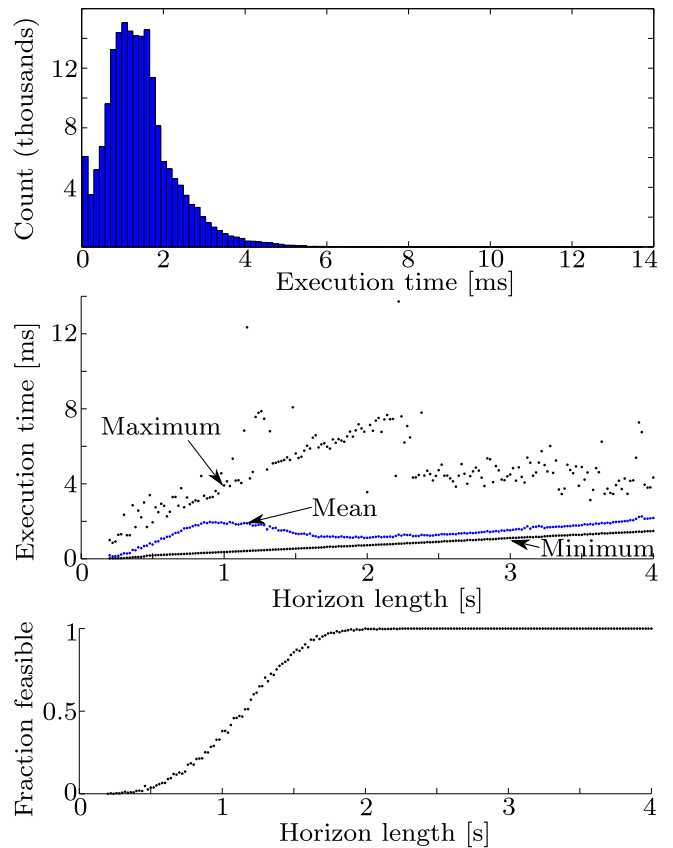 Count (thousands)
12
8
4
0 2 4 6 8 10 12 14
Execution time [ms]
Execution time [ms]
12
8
4
0
Maximum
Mean
Minimum
0 1 2 3 4
Horizon length [s]
Fraction feasible
1
0.5
0
0 1 2 3 4
Horizon length [s]